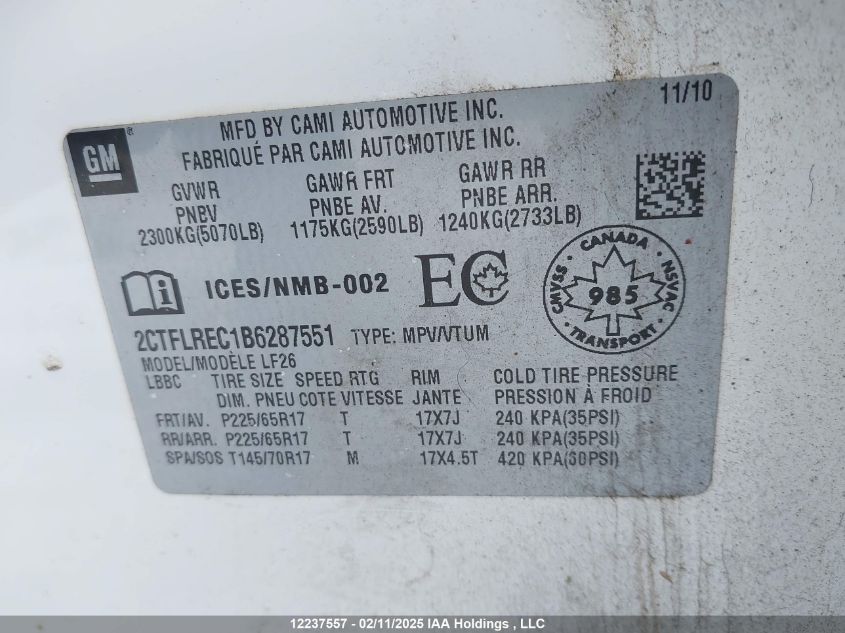 11/10
GM
MFD BY CAMI AUTOMOTIVE INC.
FABRIQUÉ PAR CAMI AUTOMOTIVE INC.
GVWR GAWR FRT GAWR RR
PNBV PNBE AV. PNBE ARR.
2300KG(5070LB) 1175KG(2590LB) 1240KG(2733LB)
ICES/NMB-002 EC
CANADA
CMVSS 985 NSVAC
TRANSPORT
2CTFLREC1B6287551 TYPE: MPV/VTUM
MODEL/MODÈLE LF26
LBBC TIRE SIZE SPEED RTG RIM COLD TIRE PRESSURE
DIM. PNEU COTE VITESSE JANTE PRESSION À FROID
FRT/AV. P225/65R17 T 17X7J 240 KPA(35PSI)
RR/ARR. P225/65R17 T 17X7J 240 KPA(35PSI)
SPA/SOS T145/70R17 M 17X4.5T 420 KPA(60PSI)
12237557 - 02/11/2025 IAA Holdings , LLC